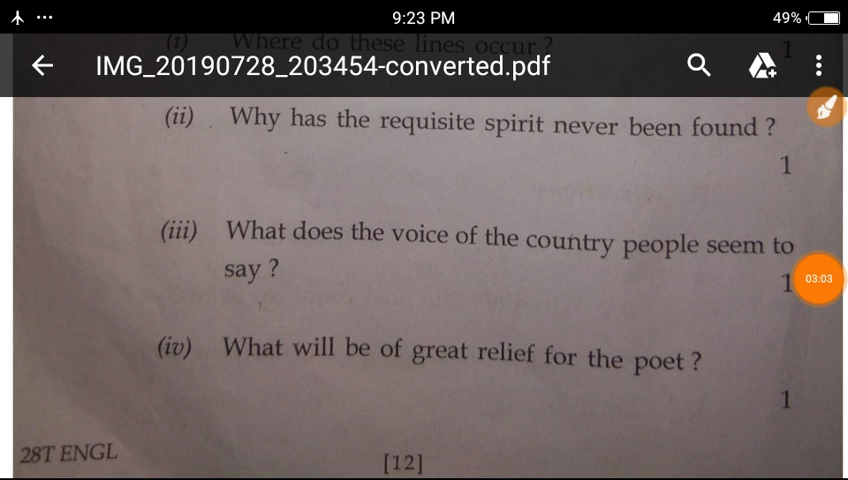 9:23 PM
49%
(i) Where do these lines occur ?
1
IMG_20190728_203454-converted.pdf
(ii) Why has the requisite spirit never been found ?
1
(iii) What does the voice of the country people seem to
say ?
1
03:03
(iv) What will be of great relief for the poet ?
1
28T ENGL
[12]